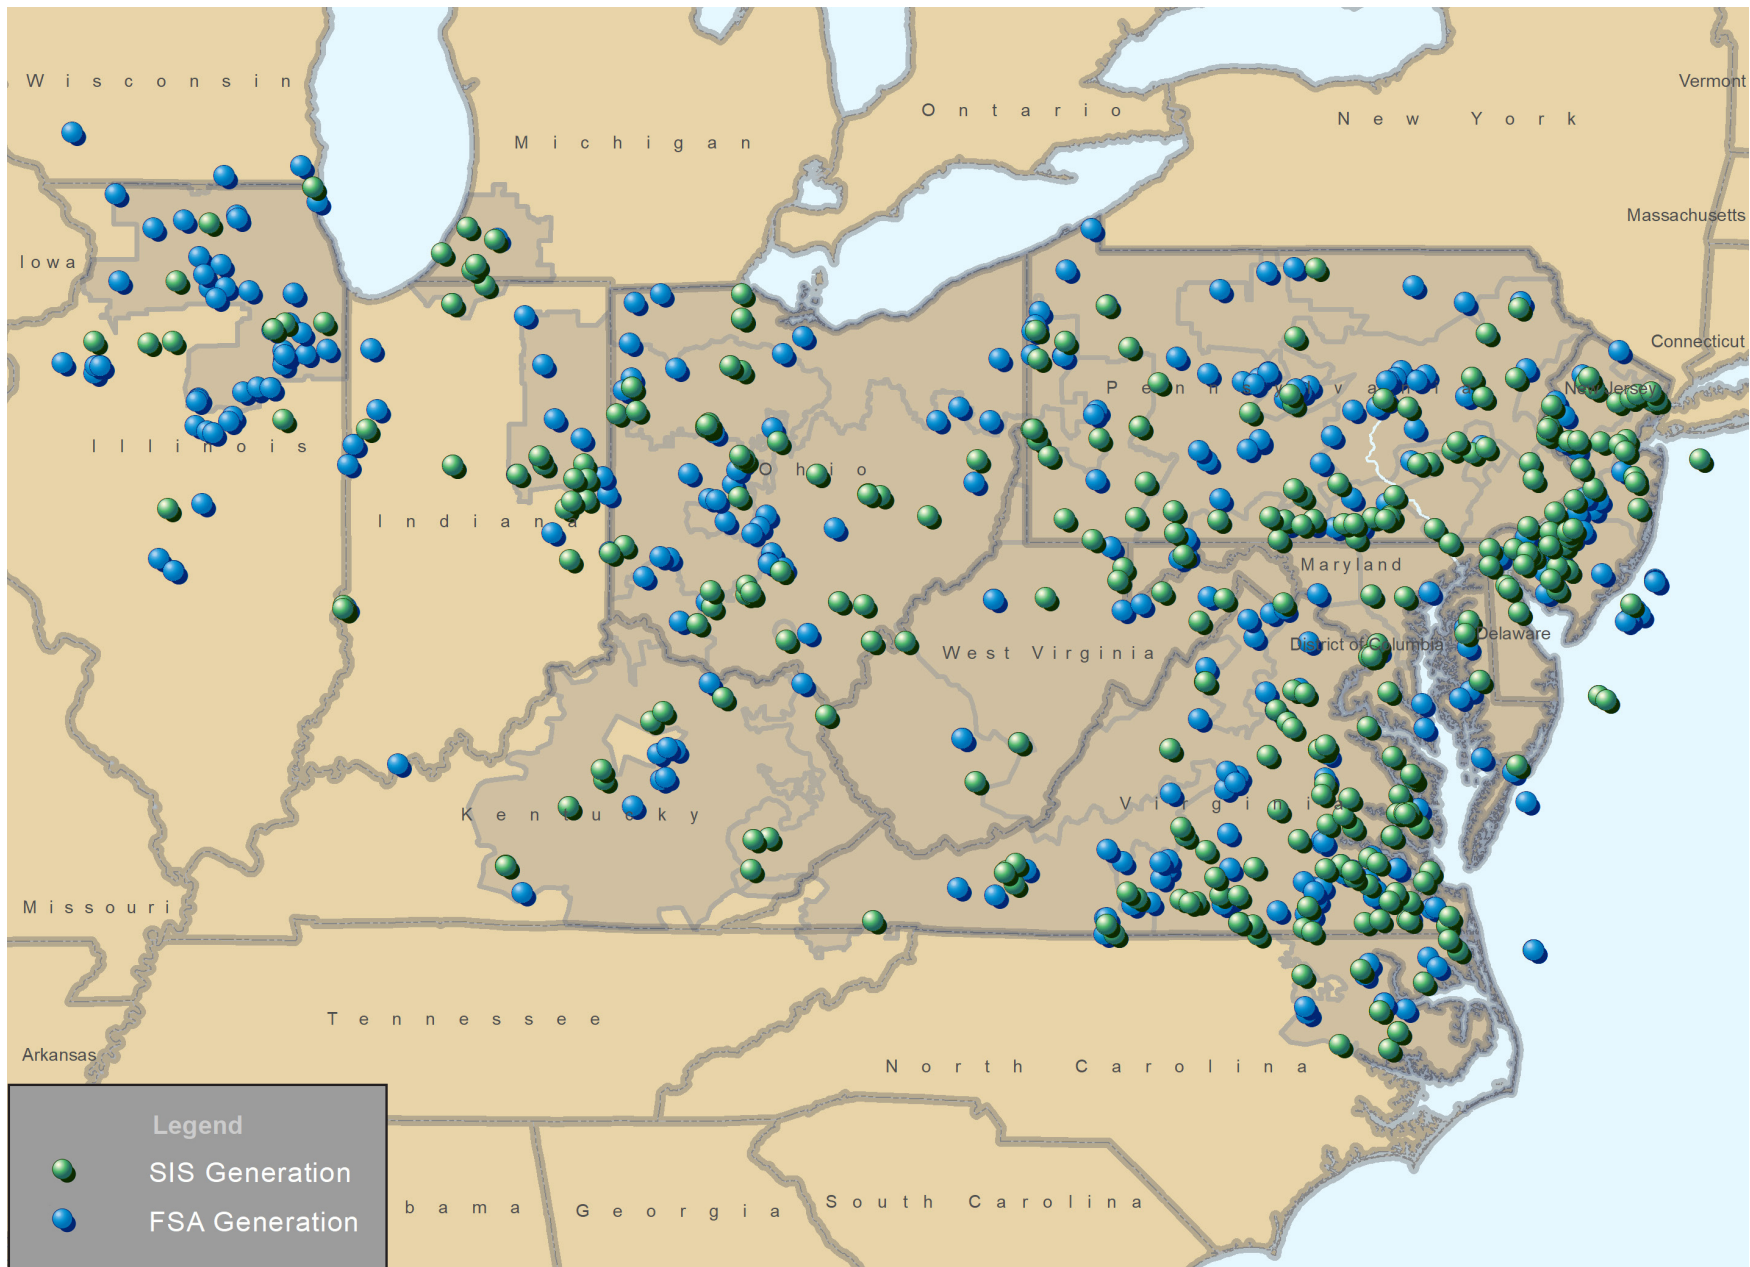 Wisconsin
Vermont
Ontario
New York
Michigan
Massachusetts
Iowa
Connecticut
Pennsylvania
New Jersey
Illinois
Ohio
Indiana
Maryland
Delaware
District of Columbia
West Virginia
Virginia
Kentucky
Missouri
Tennessee
Arkansas
North Carolina
Legend
SIS Generation
FSA Generation
bama
Georgia
South Carolina